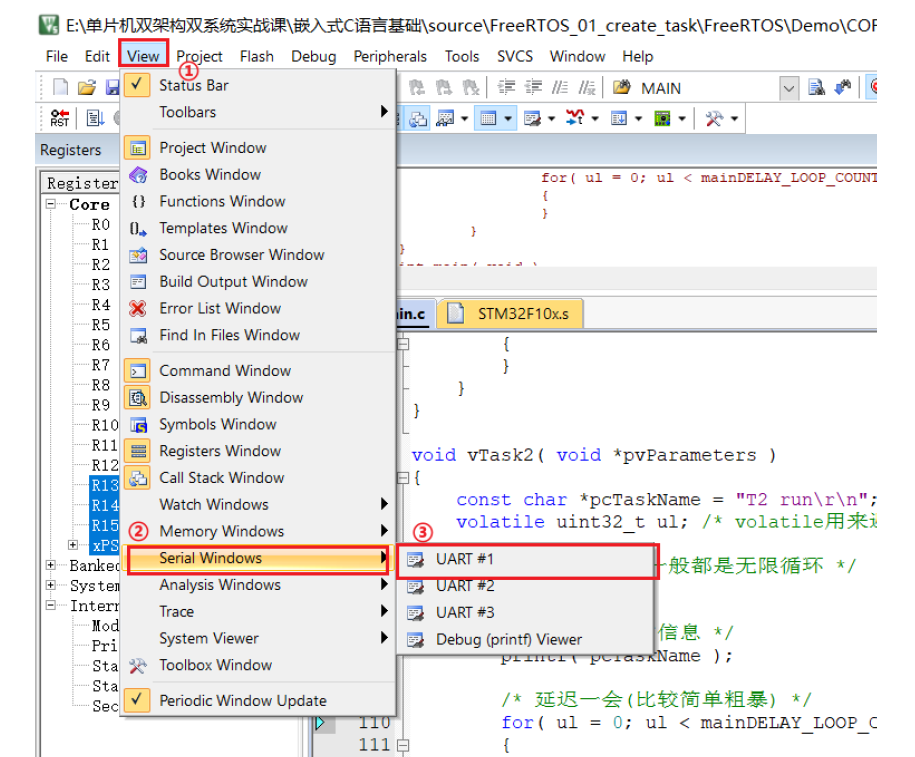 E:\单片机双架构双系统实战课\嵌入式C语言基础\source\FreeRTOS_01_create_task\FreeRTOS\Demo\COR
File Edit View Project Flash Debug Peripherals Tools SVCS Window Help
①
Status Bar
MAIN
Toolbars
RST
Registers
Project Window
Register
for( ul = 0; ul < mainDELAY_LOOP_COUNT
Books Window
{
Core
Functions Window
}
R0
Templates Window
}
R1
Source Browser Window
}
R2
R3
Build Output Window
R4
Error List Window
in.c
STM32F10x.s
R5
Find In Files Window
{
R6
R7
Command Window
}
R8
}
Disassembly Window
R9
}
R10
Symbols Window
R11
Registers Window
void vTask2( void *pvParameters )
R12
Call Stack Window
{
R13
Watch Windows
const char *pcTaskName = "T2 run\r\n";
R14
volatile uint32_t ul; /* volatile用来
R15
② Memory Windows
③
xPS
Serial Windows
UART #1
一般都是无限循环 */
Banked
Analysis Windows
UART #2
System
Trace
UART #3
Intern
Mod
System Viewer
Debug (printf) Viewer
信息 */
Pri
Toolbox Window
printf( pcTaskName );
Sta
Sta
Periodic Window Update
/* 延迟一会(比较简单粗暴) */
Sec
110
for( ul = 0; ul < mainDELAY_LOOP_C
111
{